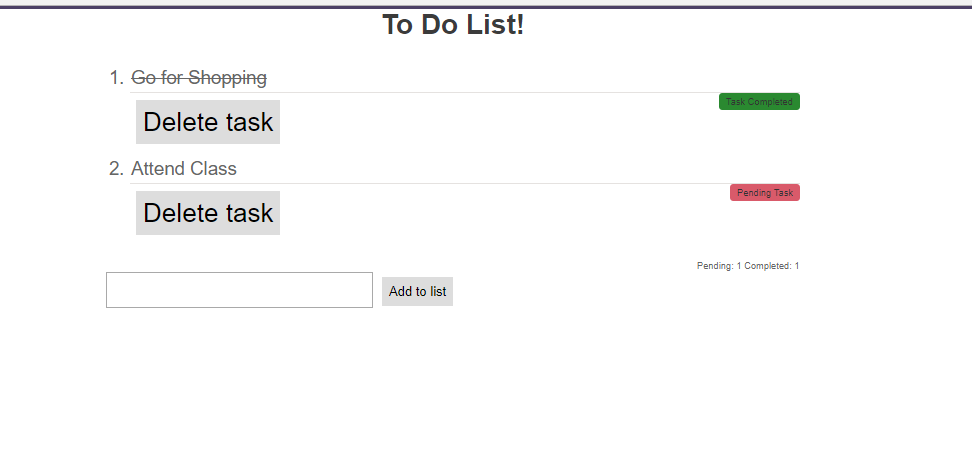 To Do List!
1. Go for Shopping
Task Completed
Delete task
2. Attend Class
Pending Task
Delete task
Pending: 1 Completed: 1
Add to list